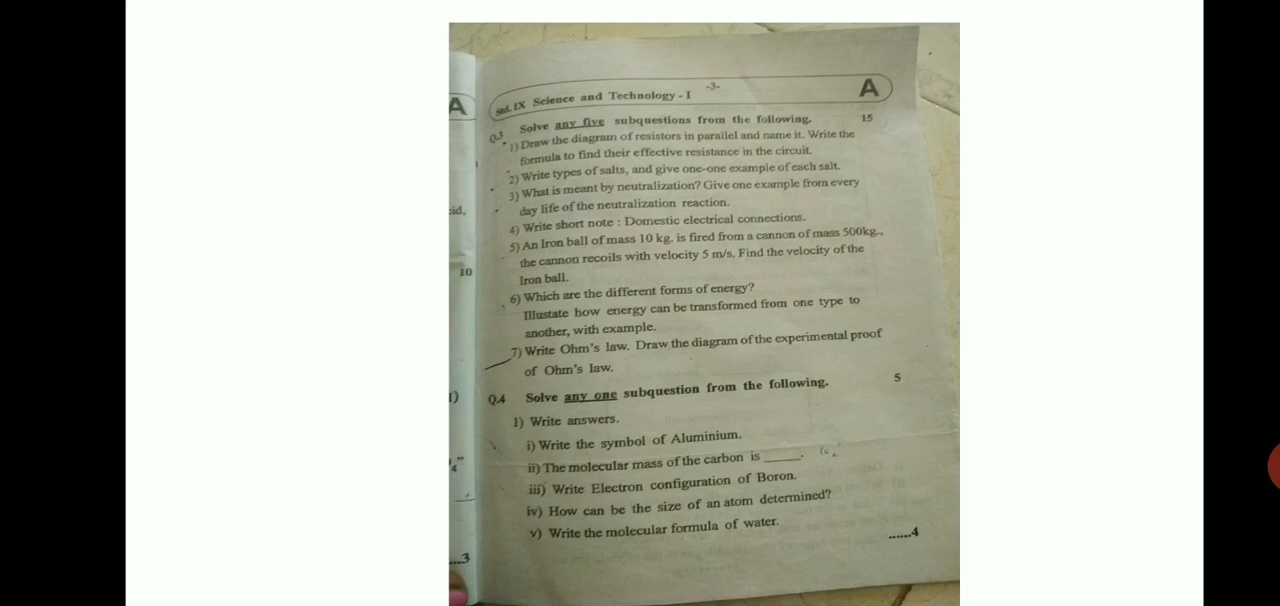 A
cid,
10
I)
¼"
...3
-3-
Std. IX Science and Technology - I A
Q.3 Solve any five subquestions from the following. 15
1) Draw the diagram of resistors in parallel and name it. Write the
formula to find their effective resistance in the circuit.
2) Write types of salts, and give one-one example of each salt.
3) What is meant by neutralization? Give one example from every
day life of the neutralization reaction.
4) Write short note : Domestic electrical connections.
5) An Iron ball of mass 10 kg. is fired from a cannon of mass 500kg.,
the cannon recoils with velocity 5 m/s. Find the velocity of the
Iron ball.
6) Which are the different forms of energy?
Illustate how energy can be transformed from one type to
another, with example.
7) Write Ohm's law. Draw the diagram of the experimental proof
of Ohm's law.
Q.4 Solve any one subquestion from the following. 5
1) Write answers.
i) Write the symbol of Aluminium.
ii) The molecular mass of the carbon is _____.
iii) Write Electron configuration of Boron.
iv) How can be the size of an atom determined?
v) Write the molecular formula of water.
......4